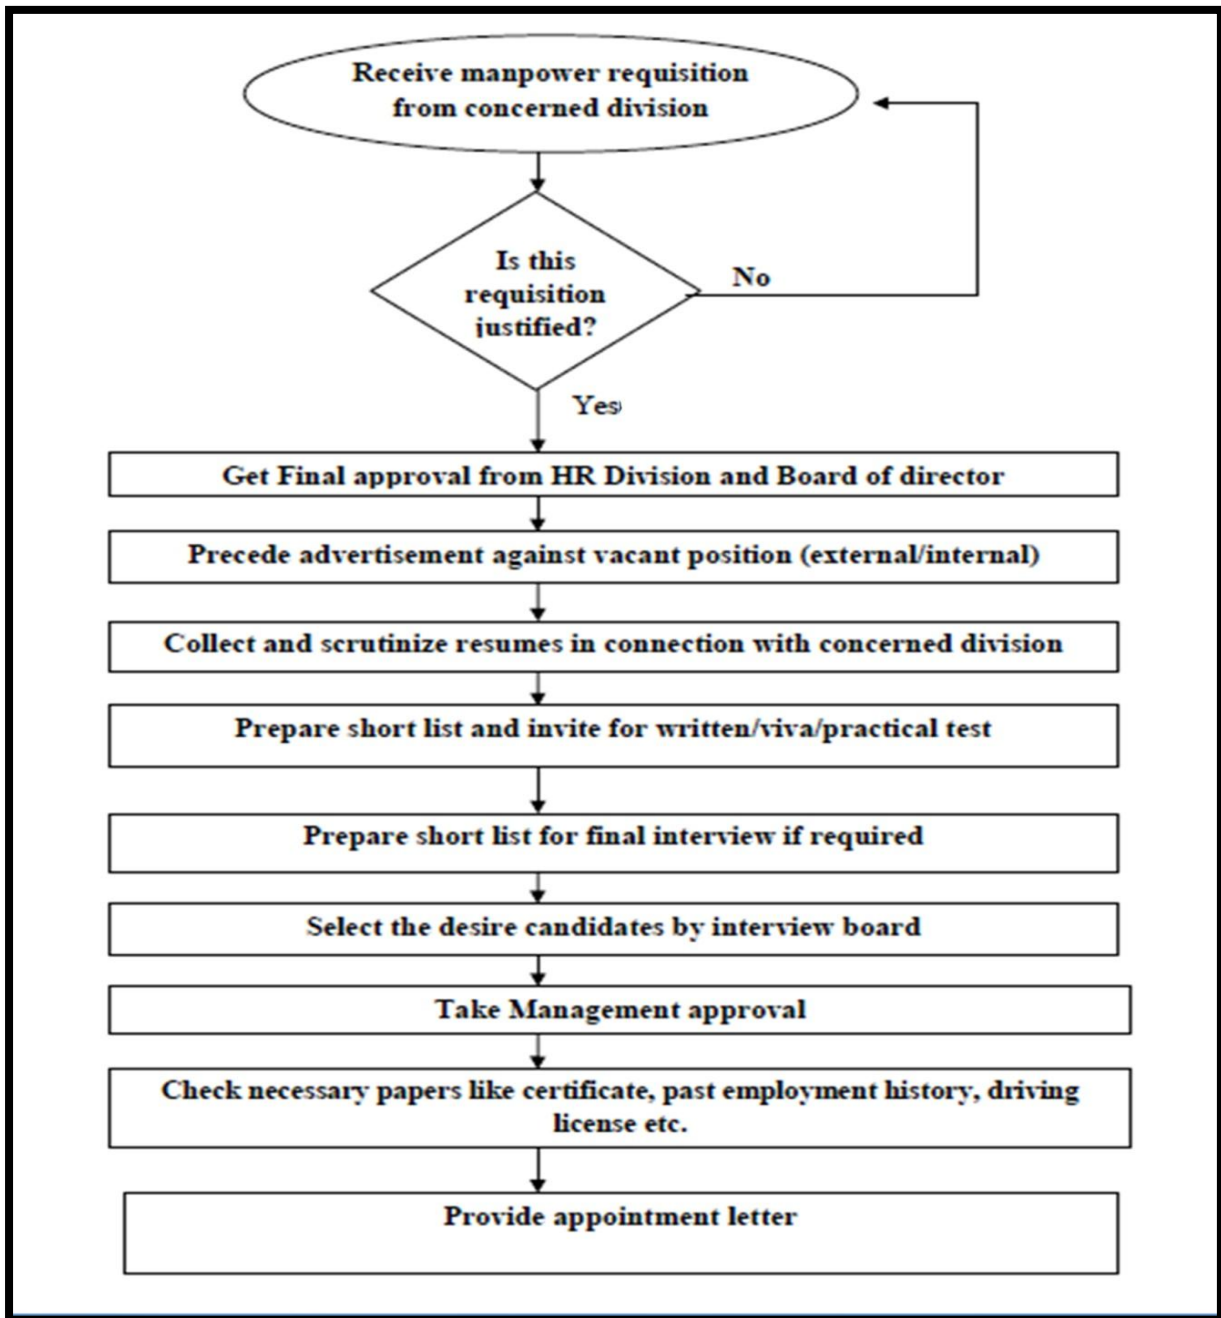 Receive manpower requisition
from concerned division
Is this
requisition
justified?
No
Yes
Get Final approval from HR Division and Board of director
Precede advertisement against vacant position (external/internal)
Collect and scrutinize resumes in connection with concerned division
Prepare short list and invite for written/viva/practical test
Prepare short list for final interview if required
Select the desire candidates by interview board
Take Management approval
Check necessary papers like certificate, past employment history, driving
license etc.
Provide appointment letter